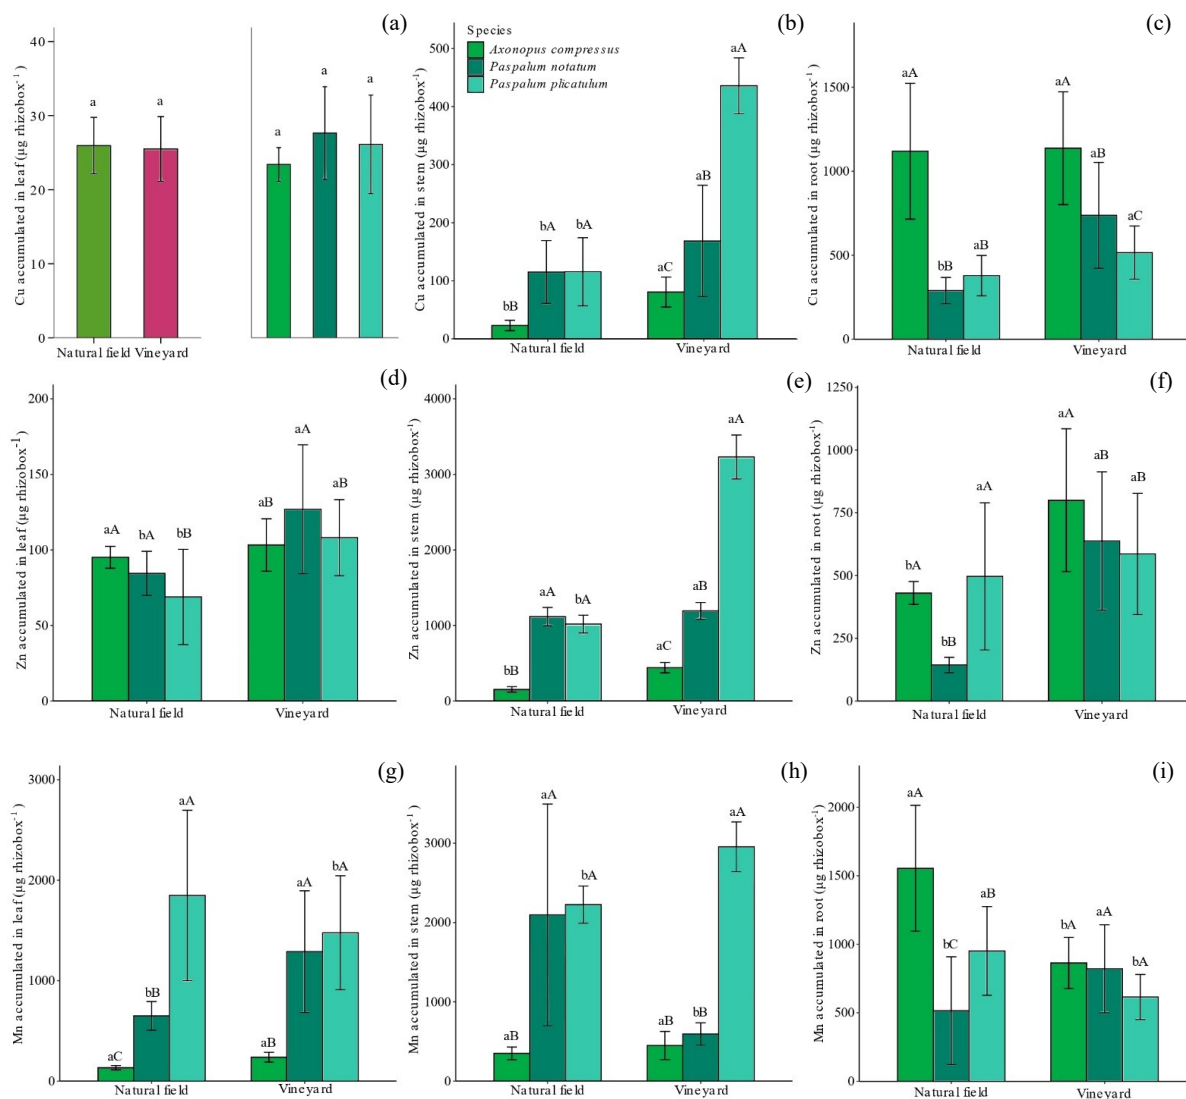 (a)
Cu accumulated in leaf (µg rhizobox⁻¹)
40
30
20
10
0
a
a
Natural field
Vineyard
a
a
a
(b)
Species
Axonopus compressus
Paspalum notatum
Paspalum plicatulum
Cu accumulated in stem (µg rhizobox⁻¹)
500
400
300
200
100
0
bB
bA
bA
aC
aB
aA
Natural field
Vineyard
(c)
Cu accumulated in root (µg rhizobox⁻¹)
1500
1000
500
0
aA
bB
aB
aA
aB
aC
Natural field
Vineyard
(d)
Zn accumulated in leaf (µg rhizobox⁻¹)
200
150
100
50
0
aA
bA
bB
aB
aA
aB
Natural field
Vineyard
(e)
Zn accumulated in stem (µg rhizobox⁻¹)
4000
3000
2000
1000
0
bB
aA
bA
aC
aB
aA
Natural field
Vineyard
(f)
Zn accumulated in root (µg rhizobox⁻¹)
1250
1000
750
500
250
0
bA
bB
aA
aA
aB
aB
Natural field
Vineyard
(g)
Mn accumulated in leaf (µg rhizobox⁻¹)
3000
2000
1000
0
aC
bB
aA
aB
aA
bA
Natural field
Vineyard
(h)
Mn accumulated in stem (µg rhizobox⁻¹)
3000
2000
1000
0
aB
aA
bA
aB
bB
aA
Natural field
Vineyard
(i)
Mn accumulated in root (µg rhizobox⁻¹)
2000
1500
1000
500
0
aA
bC
aB
bA
aA
bA
Natural field
Vineyard